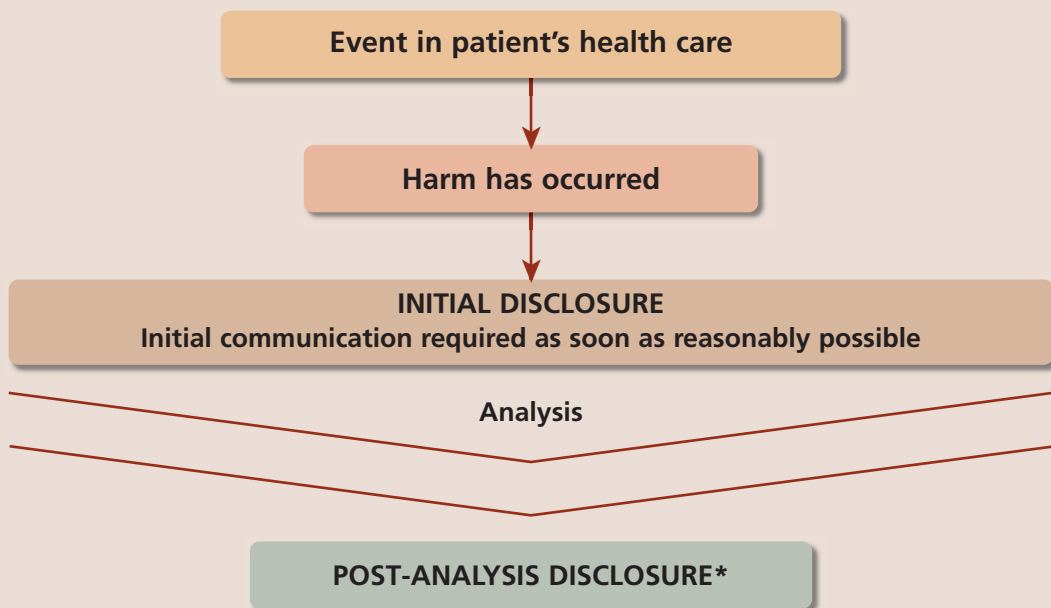 Event in patient’s health care
Harm has occurred
INITIAL DISCLOSURE
Initial communication required as soon as reasonably possible
Analysis
POST-ANALYSIS DISCLOSURE*